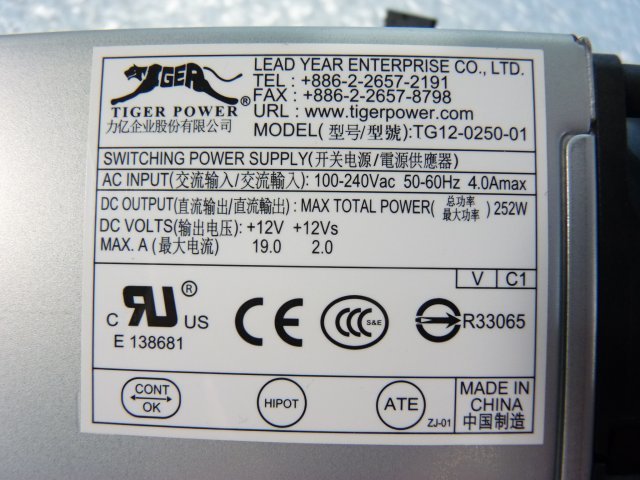 TIGER
TIGER POWER ®
力亿企业股份有限公司
LEAD YEAR ENTERPRISE CO., LTD.
TEL : +886-2-2657-2191
FAX : +886-2-2657-8798
URL : www.tigerpower.com
MODEL(型号/型號):TG12-0250-01
SWITCHING POWER SUPPLY(开关电源/電源供應器)
AC INPUT(交流输入/交流輸入): 100-240Vac 50-60Hz 4.0Amax
DC OUTPUT(直流输出/直流輸出): MAX TOTAL POWER( 总功率 最大功率 ) 252W
DC VOLTS(输出电压): +12V +12Vs
MAX. A (最大电流) 19.0 2.0
V C1
c RU ® US
E 138681
CE
CCC S&E
R33065
CONT
OK
HIPOT
ATE
ZJ-01
MADE IN
CHINA
中国制造